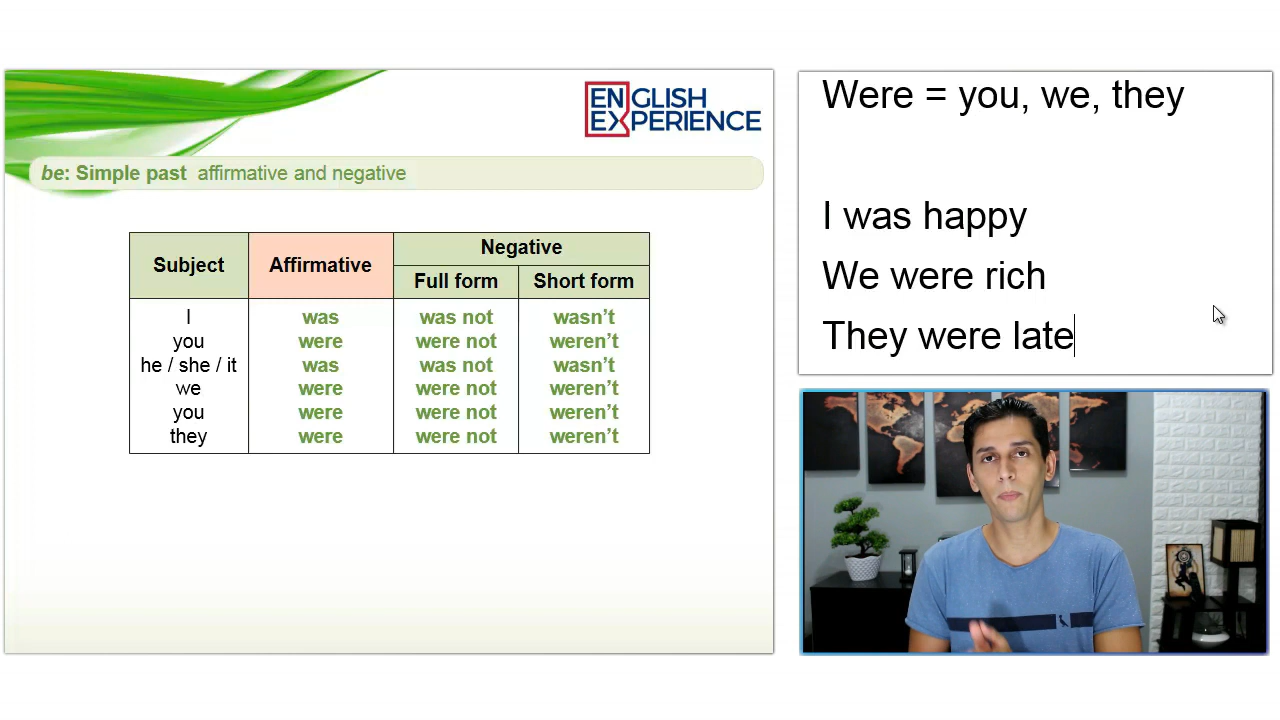 ENGLISH
EXPERIENCE
be: Simple past affirmative and negative
Subject Affirmative Negative
Full form Short form
I was was not wasn’t
you were were not weren’t
he / she / it was was not wasn’t
we were were not weren’t
you were were not weren’t
they were were not weren’t
Were = you, we, they
I was happy
We were rich
They were late